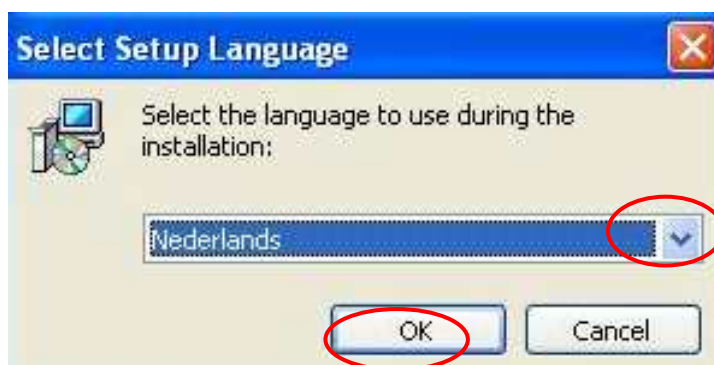 Select Setup Language
Select the language to use during the
installation:
Nederlands
OK
Cancel